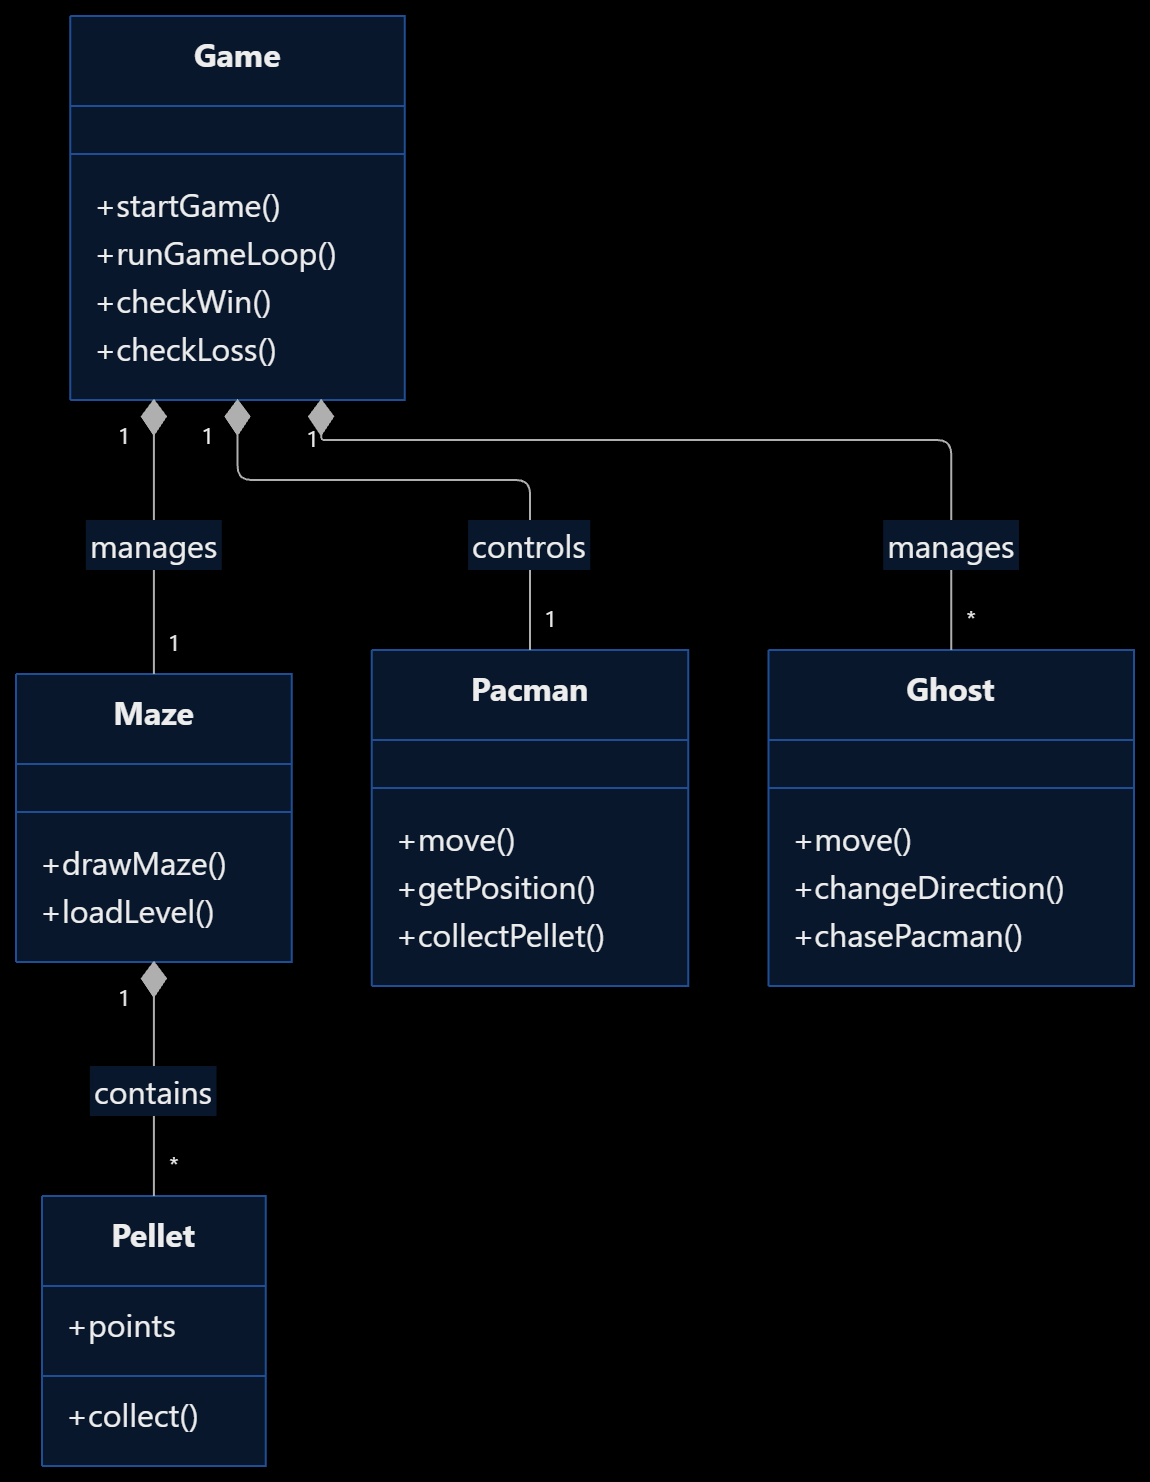 Game
+startGame()
+runGameLoop()
+checkWin()
+checkLoss()
1
1
1
manages
controls
manages
1
1
*
Maze
+drawMaze()
+loadLevel()
Pacman
+move()
+getPosition()
+collectPellet()
Ghost
+move()
+changeDirection()
+chasePacman()
1
contains
*
Pellet
+points
+collect()